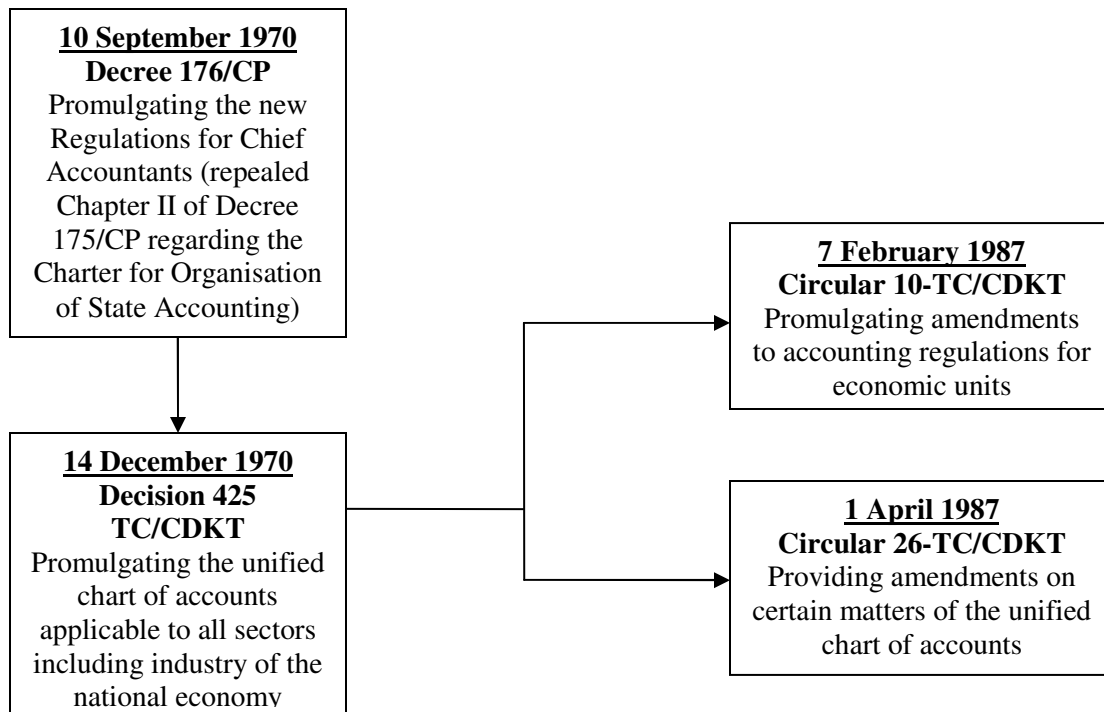 10 September 1970
Decree 176/CP
Promulgating the new
Regulations for Chief
Accountants (repealed
Chapter II of Decree
175/CP regarding the
Charter for Organisation
of State Accounting)
14 December 1970
Decision 425
TC/CDKT
Promulgating the unified
chart of accounts
applicable to all sectors
including industry of the
national economy
7 February 1987
Circular 10-TC/CDKT
Promulgating amendments
to accounting regulations for
economic units
1 April 1987
Circular 26-TC/CDKT
Providing amendments on
certain matters of the unified
chart of accounts